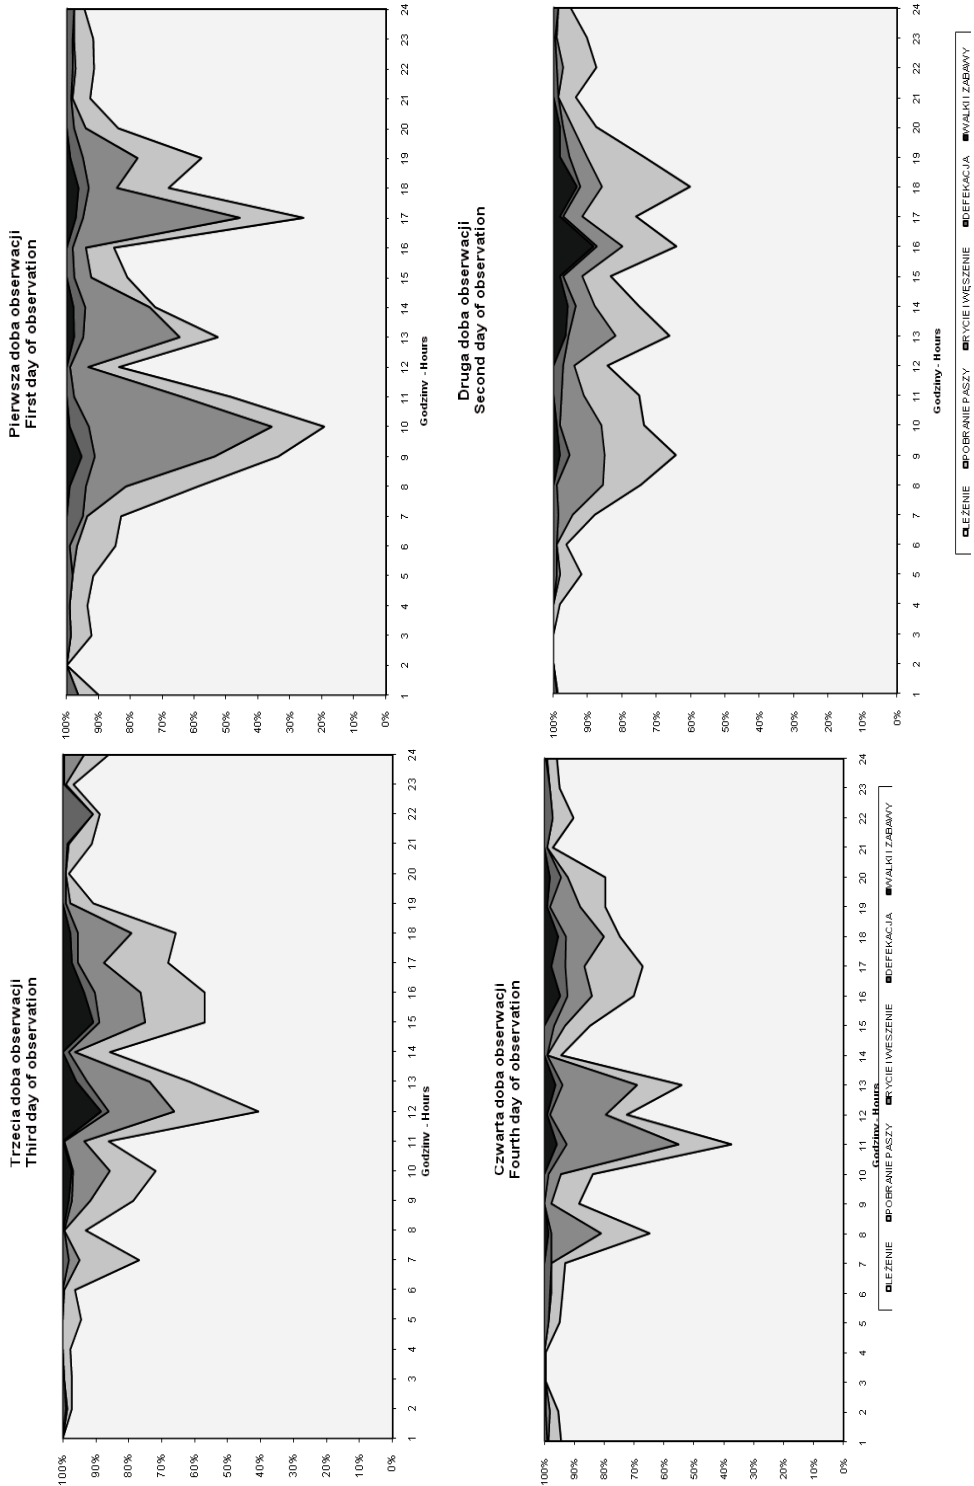 Pierwsza doba obserwacji
First day of observation
100%
90%
80%
70%
60%
50%
40%
30%
20%
10%
0%
1 2 3 4 5 6 7 8 9 10 11 12 13 14 15 16 17 18 19 20 21 22 23 24
Godziny - Hours
Druga doba obserwacji
Second day of observation
100%
90%
80%
70%
60%
50%
40%
30%
20%
10%
0%
1 2 3 4 5 6 7 8 9 10 11 12 13 14 15 16 17 18 19 20 21 22 23 24
Godziny - Hours
LEŻENIE POBRANIE PASZY RYCIE I WĘSZENIE DEFEKACJA WALKI I ZABAWY
Trzecia doba obserwacji
Third day of observation
100%
90%
80%
70%
60%
50%
40%
30%
20%
10%
0%
1 2 3 4 5 6 7 8 9 10 11 12 13 14 15 16 17 18 19 20 21 22 23 24
Godziny - Hours
Czwarta doba obserwacji
Fourth day of observation
100%
90%
80%
70%
60%
50%
40%
30%
20%
10%
0%
1 2 3 4 5 6 7 8 9 10 11 12 13 14 15 16 17 18 19 20 21 22 23 24
Godziny - Hours
LEŻENIE POBRANIE PASZY RYCIE I WESZENIE DEFEKACJA WALKI I ZABAWY